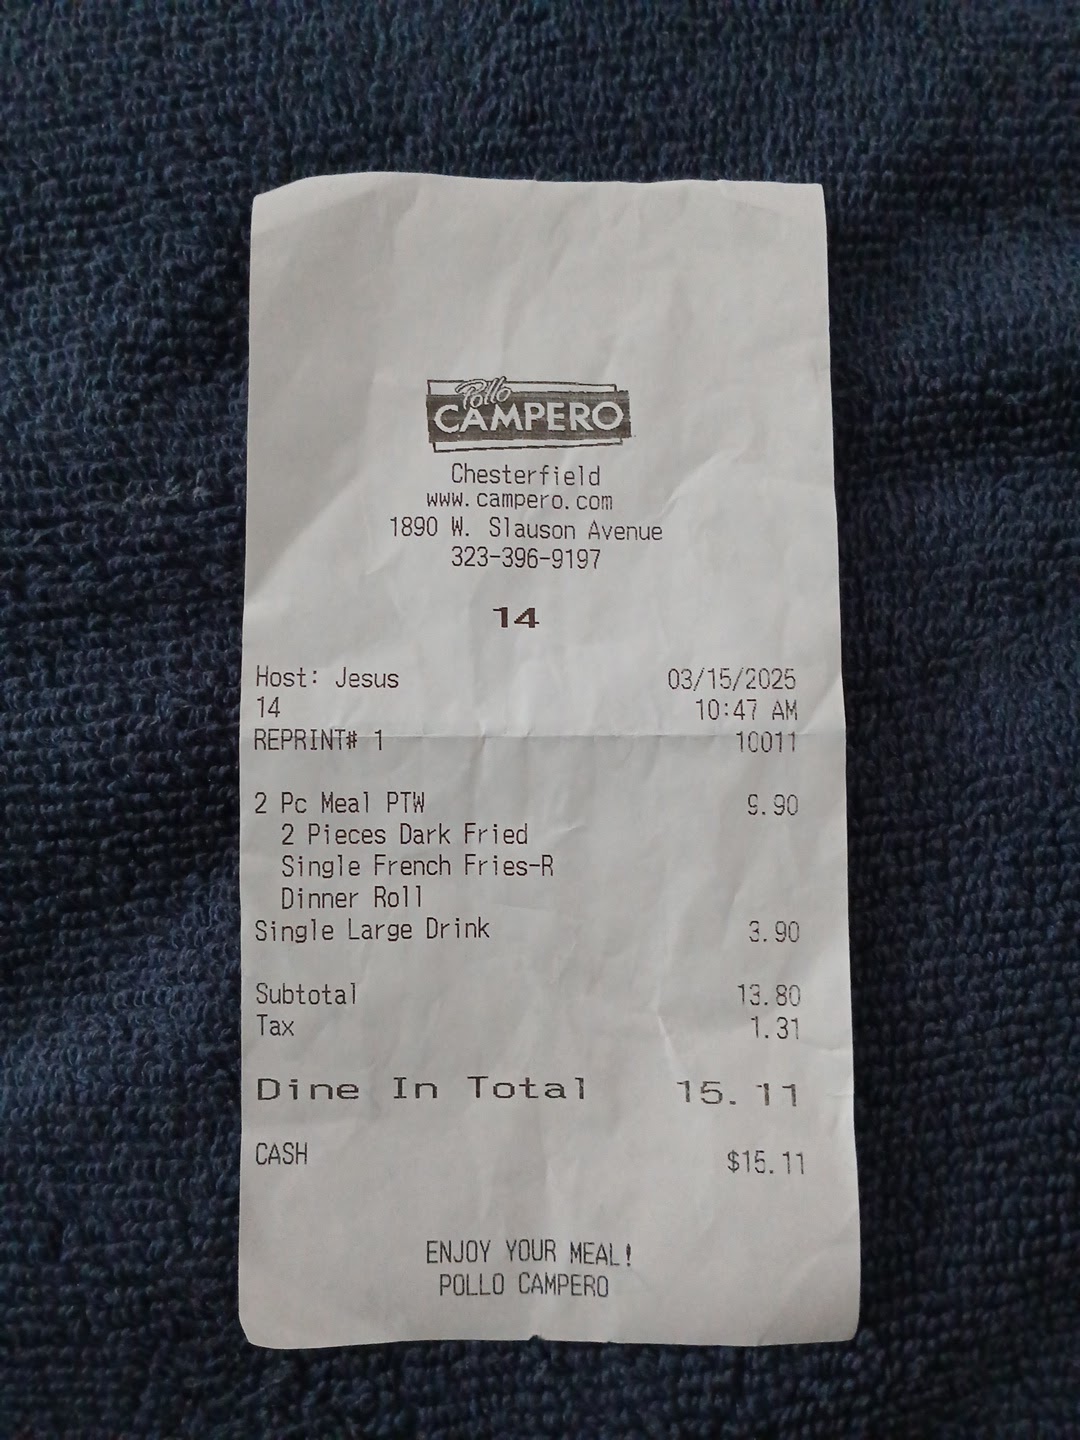 Pollo
CAMPERO
Chesterfield
www.campero.com
1890 W. Slauson Avenue
323-396-9197
14
Host: Jesus 03/15/2025
14 10:47 AM
REPRINT# 1 10011
2 Pc Meal PTW 9.90
2 Pieces Dark Fried
Single French Fries-R
Dinner Roll
Single Large Drink 3.90
Subtotal 13.80
Tax 1.31
Dine In Total 15.11
CASH $15.11
ENJOY YOUR MEAL!
POLLO CAMPERO